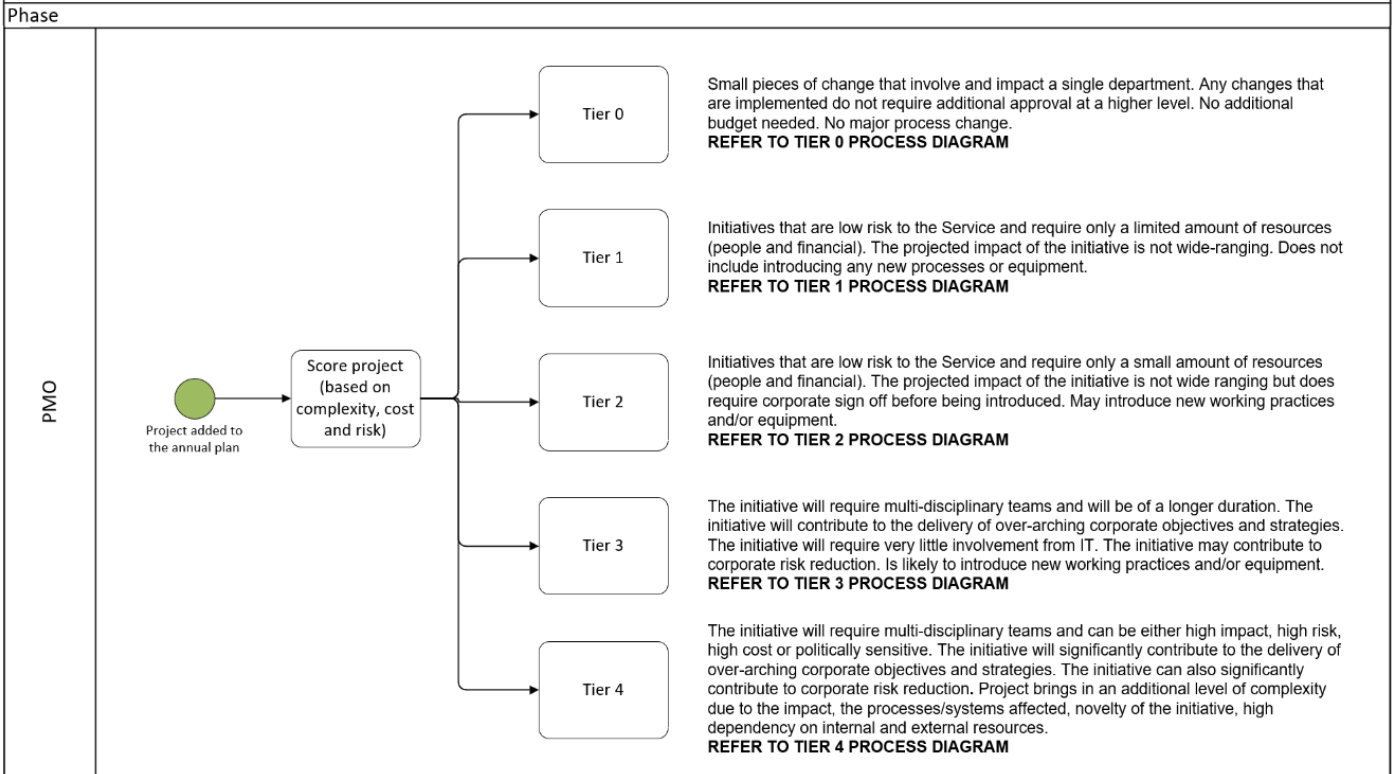 Phase
PMO
Project added to
the annual plan
Score project
(based on
complexity, cost
and risk)
Tier 0
Small pieces of change that involve and impact a single department. Any changes that
are implemented do not require additional approval at a higher level. No additional
budget needed. No major process change.
REFER TO TIER 0 PROCESS DIAGRAM
Tier 1
Initiatives that are low risk to the Service and require only a limited amount of resources
(people and financial). The projected impact of the initiative is not wide-ranging. Does not
include introducing any new processes or equipment.
REFER TO TIER 1 PROCESS DIAGRAM
Tier 2
Initiatives that are low risk to the Service and require only a small amount of resources
(people and financial). The projected impact of the initiative is not wide ranging but does
require corporate sign off before being introduced. May introduce new working practices
and/or equipment.
REFER TO TIER 2 PROCESS DIAGRAM
Tier 3
The initiative will require multi-disciplinary teams and will be of a longer duration. The
initiative will contribute to the delivery of over-arching corporate objectives and strategies.
The initiative will require very little involvement from IT. The initiative may contribute to
corporate risk reduction. Is likely to introduce new working practices and/or equipment.
REFER TO TIER 3 PROCESS DIAGRAM
Tier 4
The initiative will require multi-disciplinary teams and can be either high impact, high risk,
high cost or politically sensitive. The initiative will significantly contribute to the delivery of
over-arching corporate objectives and strategies. The initiative can also significantly
contribute to corporate risk reduction. Project brings in an additional level of complexity
due to the impact, the processes/systems affected, novelty of the initiative, high
dependency on internal and external resources.
REFER TO TIER 4 PROCESS DIAGRAM